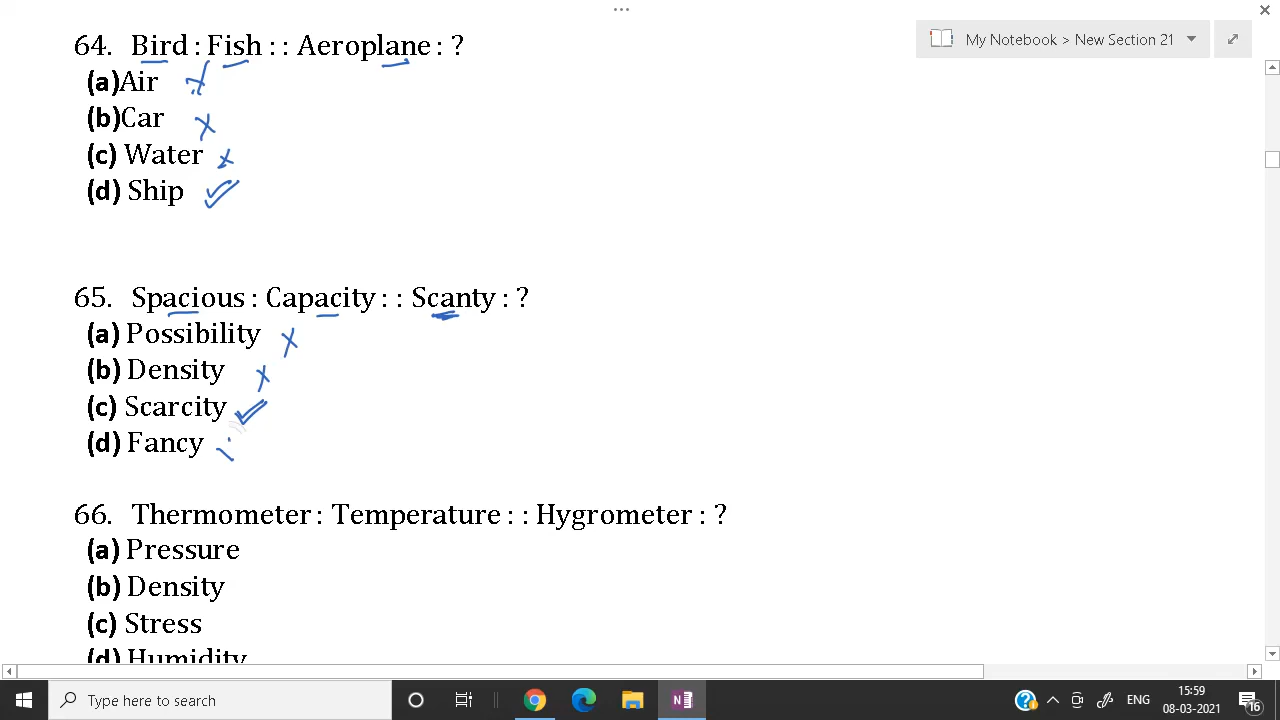 ...
64. Bird : Fish : : Aeroplane : ?
My Notebook > New Section 21
(a)Air
(b)Car
(c) Water
(d) Ship
65. Spacious : Capacity : : Scanty : ?
(a) Possibility
(b) Density
(c) Scarcity
(d) Fancy
66. Thermometer : Temperature : : Hygrometer : ?
(a) Pressure
(b) Density
(c) Stress
(d) Humidity
Type here to search
ENG
15:59
08-03-2021
16